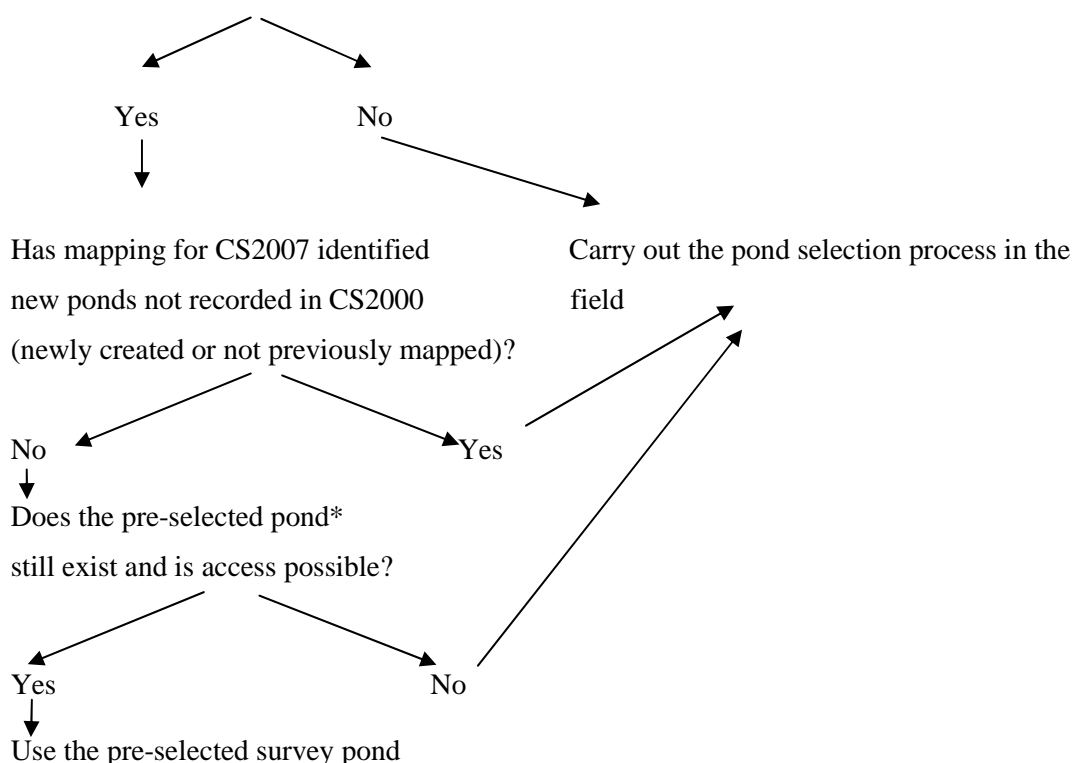 Yes
No
Has mapping for CS2007 identified
new ponds not recorded in CS2000
(newly created or not previously mapped)?
Carry out the pond selection process in the
field
No
Yes
Does the pre-selected pond*
still exist and is access possible?
Yes
No
Use the pre-selected survey pond